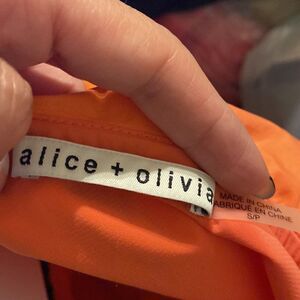 alice + olivia
MADE IN CHINA
FABRIQUÉ EN CHINE
S/P